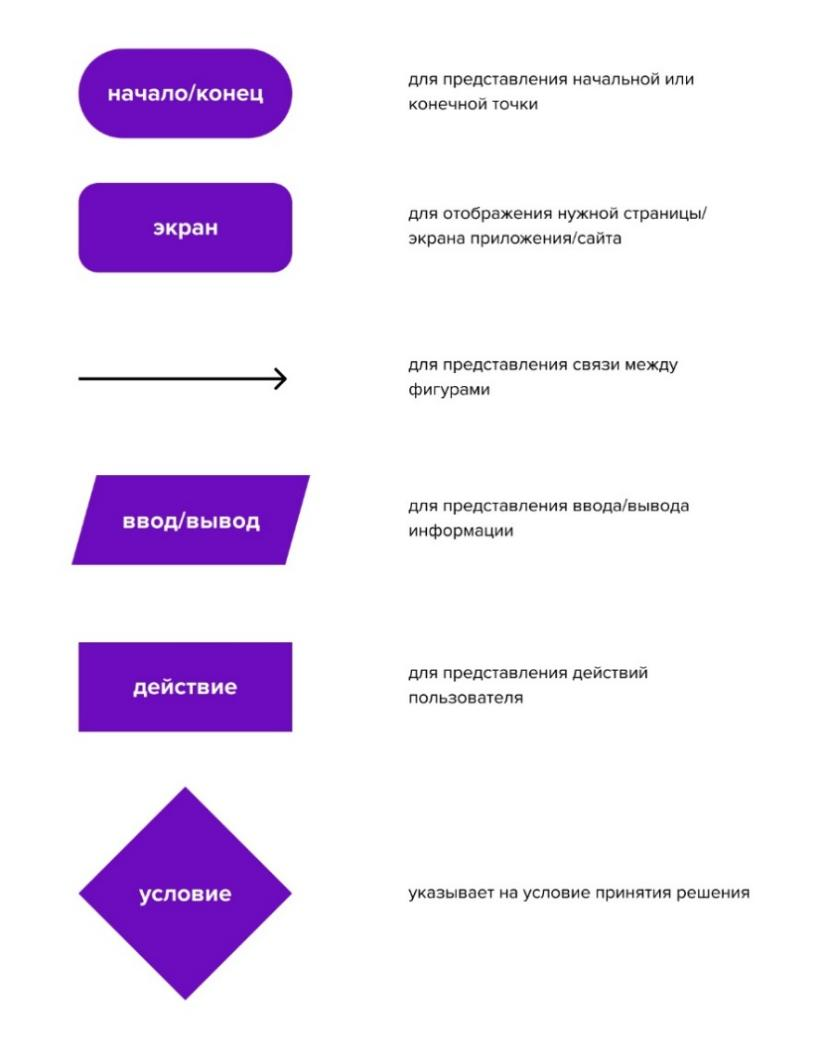 начало/конец
для представления начальной или
конечной точки
экран
для отображения нужной страницы/
экрана приложения/сайта
для представления связи между
фигурами
ввод/вывод
для представления ввода/вывода
информации
действие
для представления действий
пользователя
условие
указывает на условие принятия решения